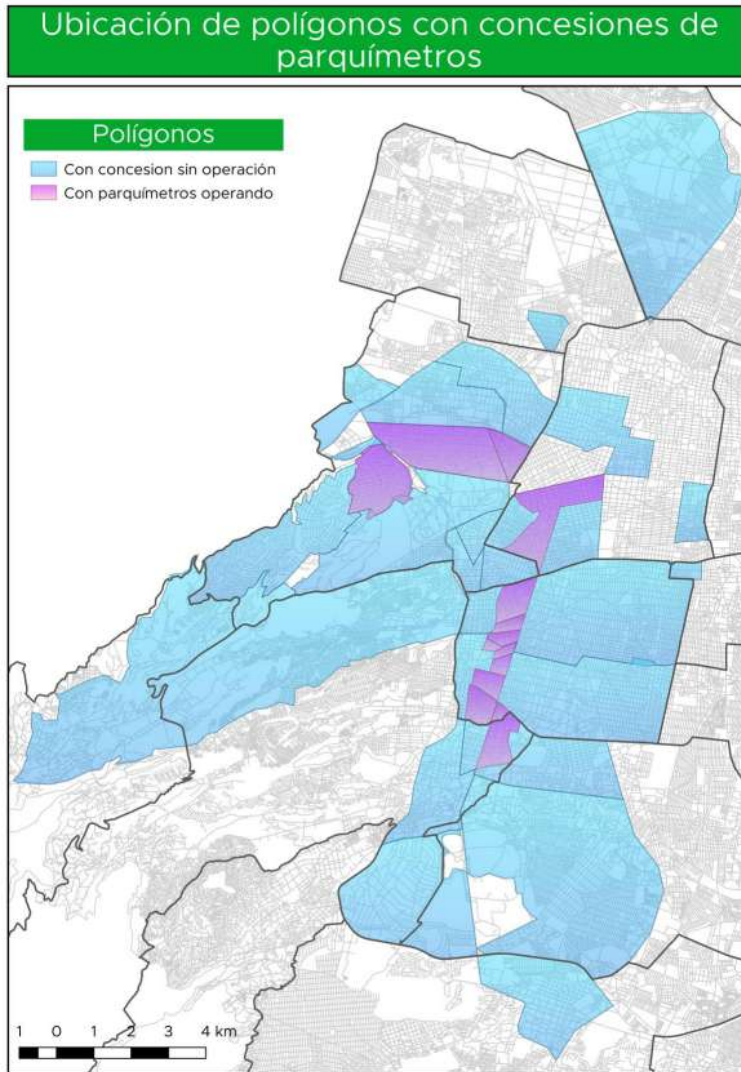 Ubicación de polígonos con concesiones de
parquímetros
Polígonos
Con concesion sin operación
Con parquímetros operando
1 0 1 2 3 4 km